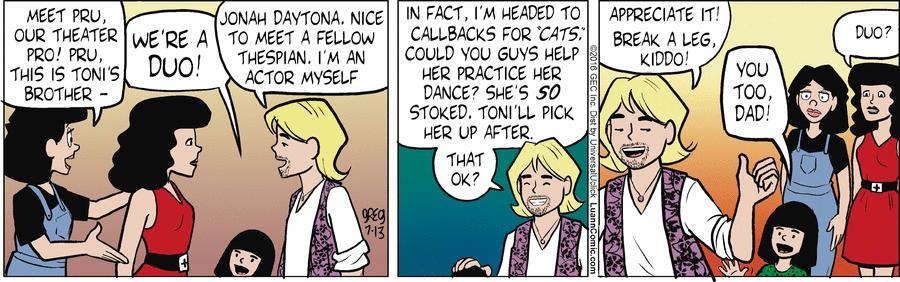 MEET PRU,
OUR THEATER
PRO! PRU,
THIS IS TONI'S
BROTHER –
WE'RE A
DUO!
JONAH DAYTONA. NICE
TO MEET A FELLOW
THESPIAN. I'M AN
ACTOR MYSELF
GREG
7-13
IN FACT, I'M HEADED TO
CALLBACKS FOR "CATS."
COULD YOU GUYS HELP
HER PRACTICE HER
DANCE? SHE'S SO
STOKED. TONI'LL PICK
HER UP AFTER.
THAT
OK?
©2016 GEC Inc. Dist by UniversalUclick LuannComic.com
APPRECIATE IT!
BREAK A LEG,
KIDDO!
YOU
TOO,
DAD!
DUO?